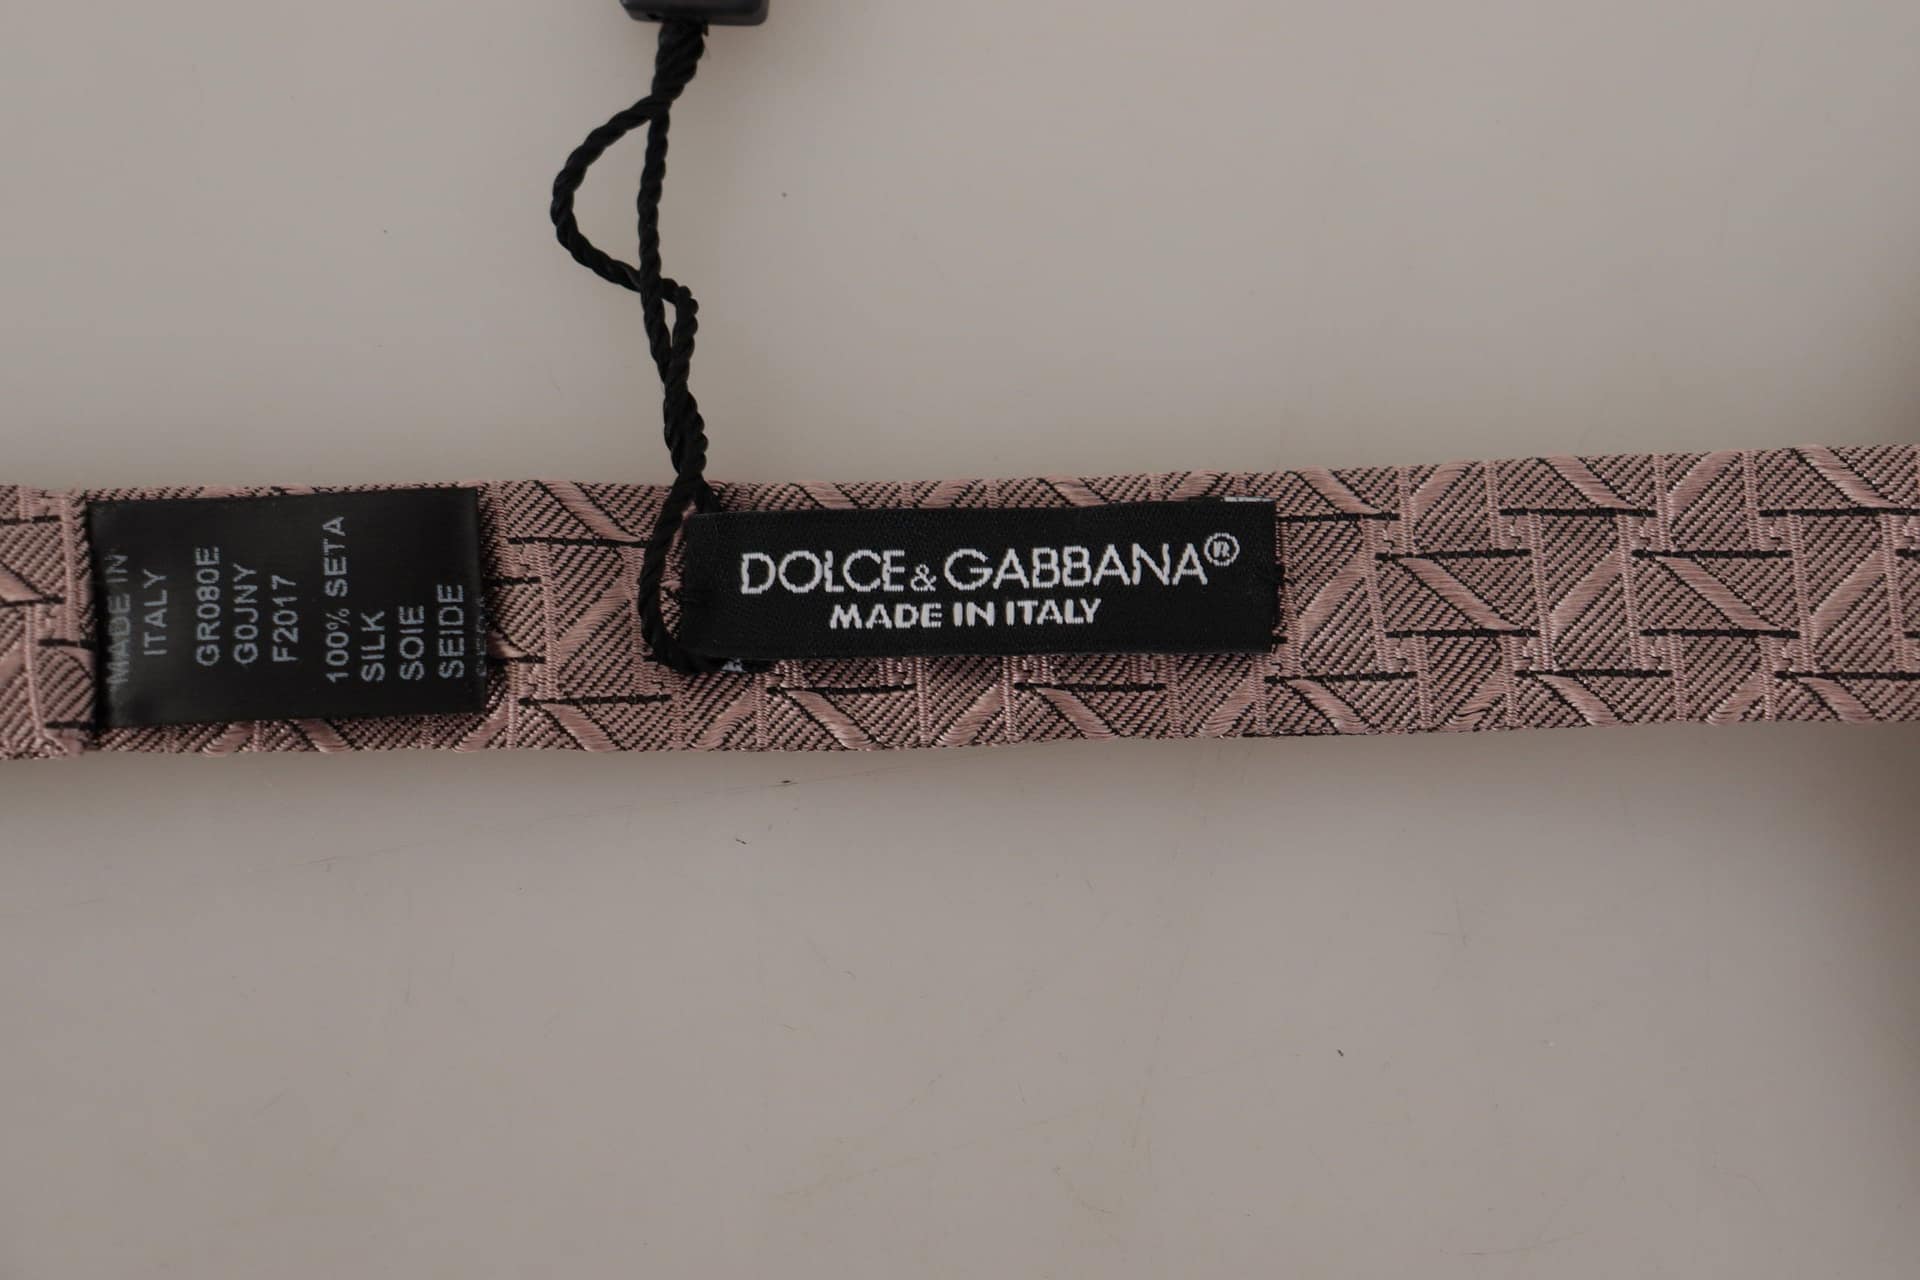 MADE IN
ITALY
GR080E
G0JNY
F2017
100% SETA
SILK
SOIE
SEIDE
DOLCE & GABBANA®
MADE IN ITALY